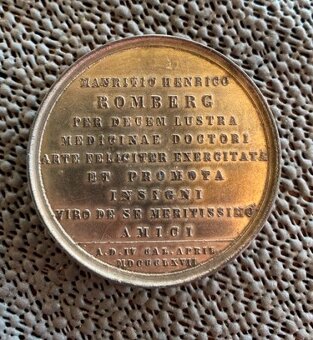 MAURITIO HENRICO
ROMBERG
PER DECEM LUSTRA
MEDICINAE DOCTORI
ARTE FELICITER EXERCITATA
ET PROMOTA
INSIGNI
VIRO DE SE MERITISSIMO
AMICI
A.D. IV CAL. APRIL
MDCCCLXVII